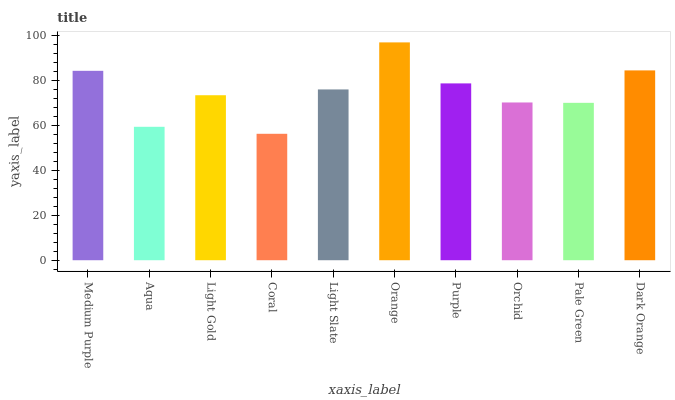 title
100
80
60
40
20
0
yaxis_label
Medium Purple
Aqua
Light Gold
Coral
Light Slate
Orange
Purple
Orchid
Pale Green
Dark Orange
xaxis_label